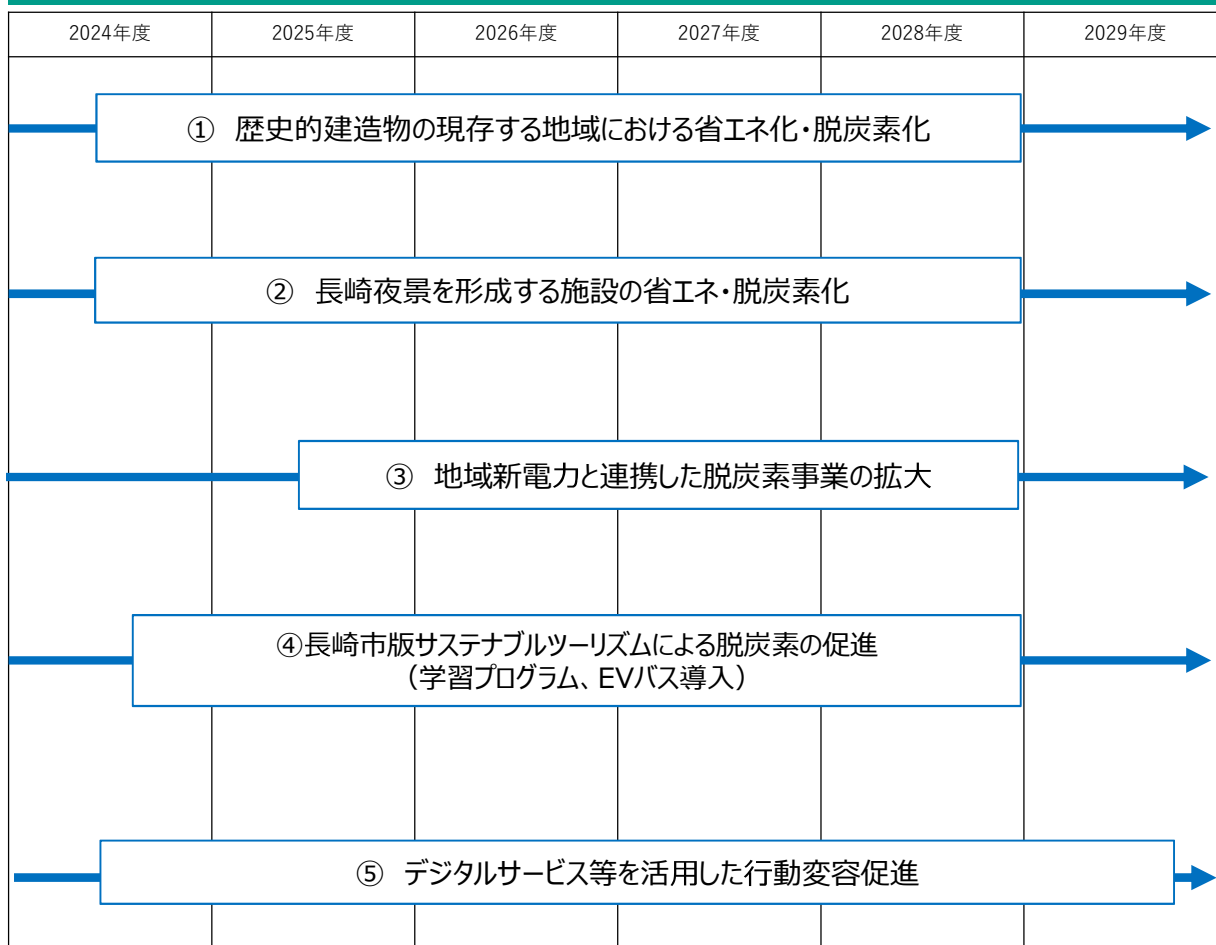 2024年度 2025年度 2026年度 2027年度 2028年度 2029年度
① 歴史的建造物の現存する地域における省エネ化・脱炭素化
② 長崎夜景を形成する施設の省エネ・脱炭素化
③ 地域新電力と連携した脱炭素事業の拡大
④長崎市版サステナブルツーリズムによる脱炭素の促進
（学習プログラム、EVバス導入）
⑤ デジタルサービス等を活用した行動変容促進